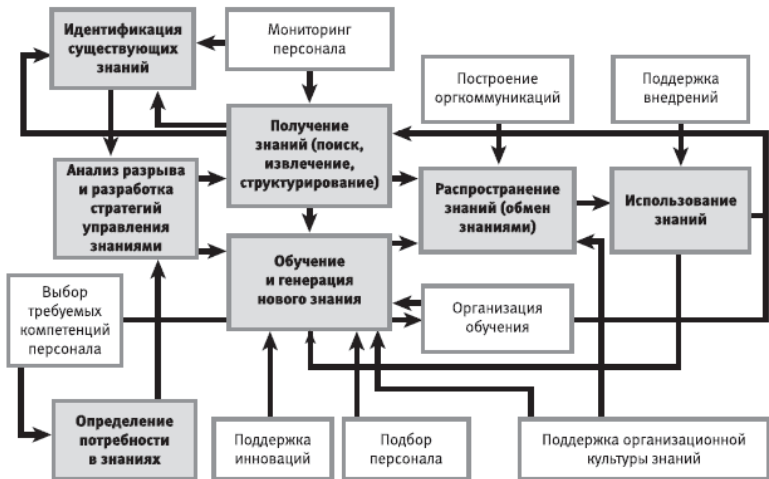 Идентификация
существующих
знаний
Мониторинг
персонала
Построение
оргкоммуникаций
Поддержка
внедрений
Получение
знаний (поиск,
извлечение,
структурирование)
Анализ разрыва
и разработка
стратегий
управления
знаниями
Распространение
знаний (обмен
знаниями)
Использование
знаний
Обучение
и генерация
нового знания
Выбор
требуемых
компетенций
персонала
Организация
обучения
Определение
потребности
в знаниях
Поддержка
инноваций
Подбор
персонала
Поддержка организационной
культуры знаний